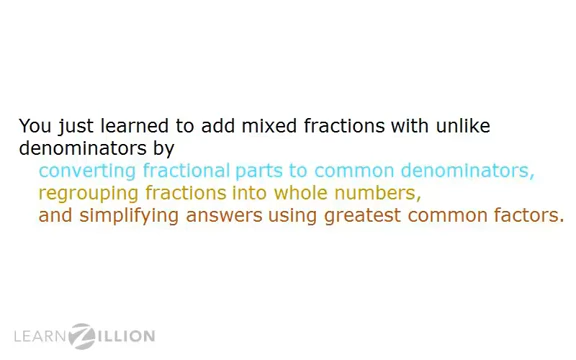 You just learned to add mixed fractions with unlike
denominators by
converting fractional parts to common denominators,
regrouping fractions into whole numbers,
and simplifying answers using greatest common factors.
LEARNZILLION